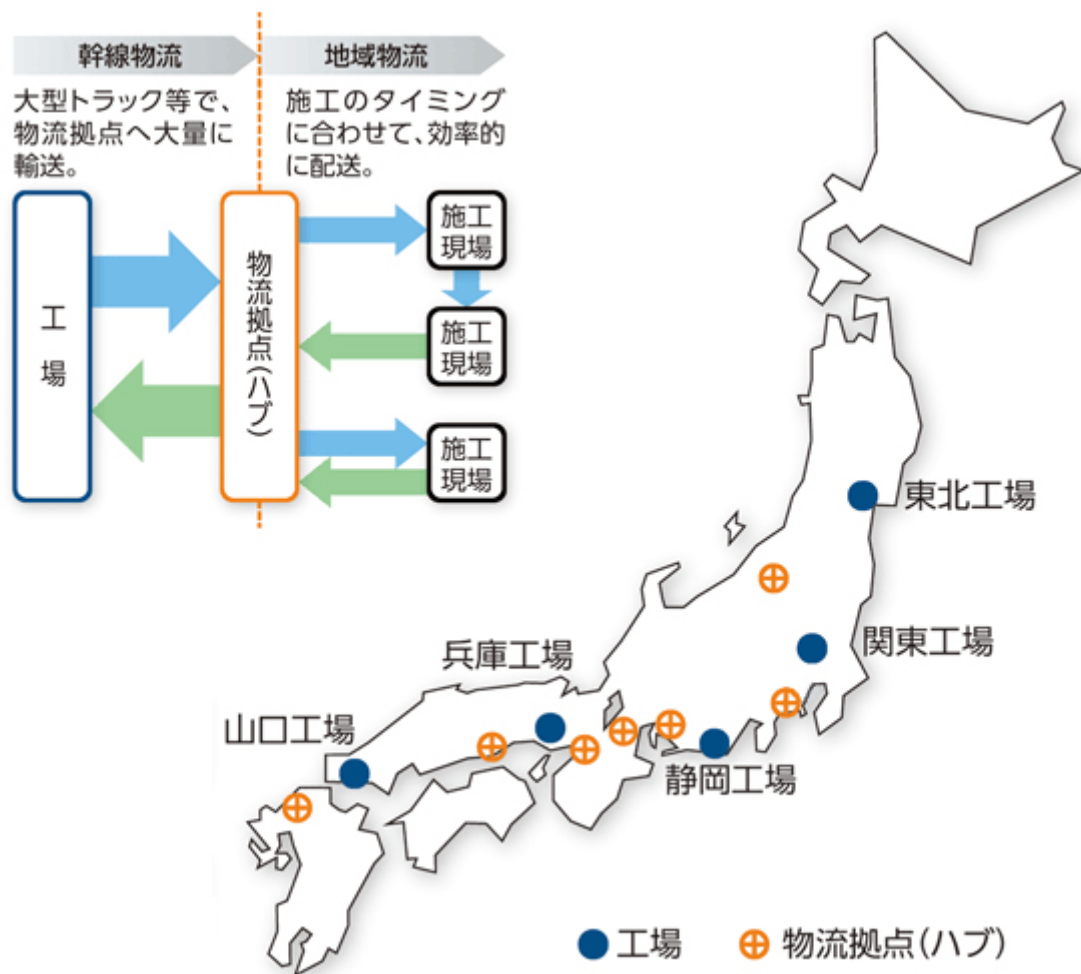 幹線物流
地域物流
大型トラック等で、
物流拠点へ大量に
輸送。
施工のタイミング
に合わせて、効率的
に配送。
工場
物流拠点(ハブ)
施工
現場
施工
現場
施工
現場
東北工場
関東工場
兵庫工場
山口工場
静岡工場
工場
物流拠点(ハブ)